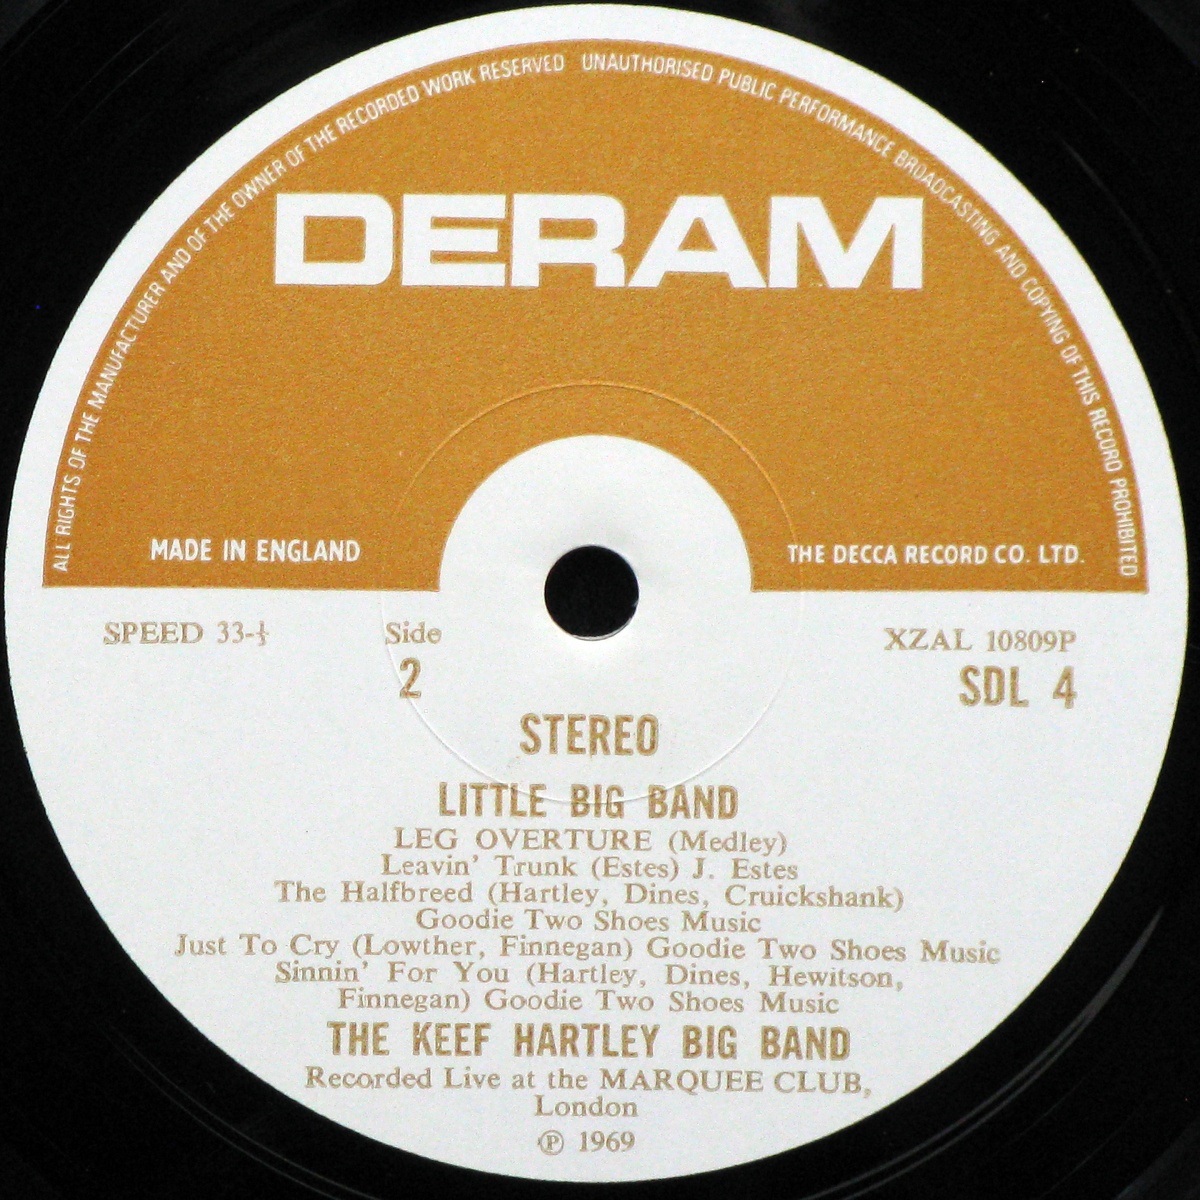 ALL RIGHTS OF THE MANUFACTURER AND OF THE OWNER OF THE RECORDED WORK RESERVED UNAUTHORISED PUBLIC PERFORMANCE BROADCASTING AND COPYING OF THIS RECORD PROHIBITED
DERAM
MADE IN ENGLAND THE DECCA RECORD CO. LTD.
SPEED 33-⅓ Side XZAL 10809P
2 SDL 4
STEREO
LITTLE BIG BAND
LEG OVERTURE (Medley)
Leavin' Trunk (Estes) J. Estes
The Halfbreed (Hartley, Dines, Cruickshank)
Goodie Two Shoes Music
Just To Cry (Lowther, Finnegan) Goodie Two Shoes Music
Sinnin' For You (Hartley, Dines, Hewitson,
Finnegan) Goodie Two Shoes Music
THE KEEF HARTLEY BIG BAND
Recorded Live at the MARQUEE CLUB,
London
℗ 1969